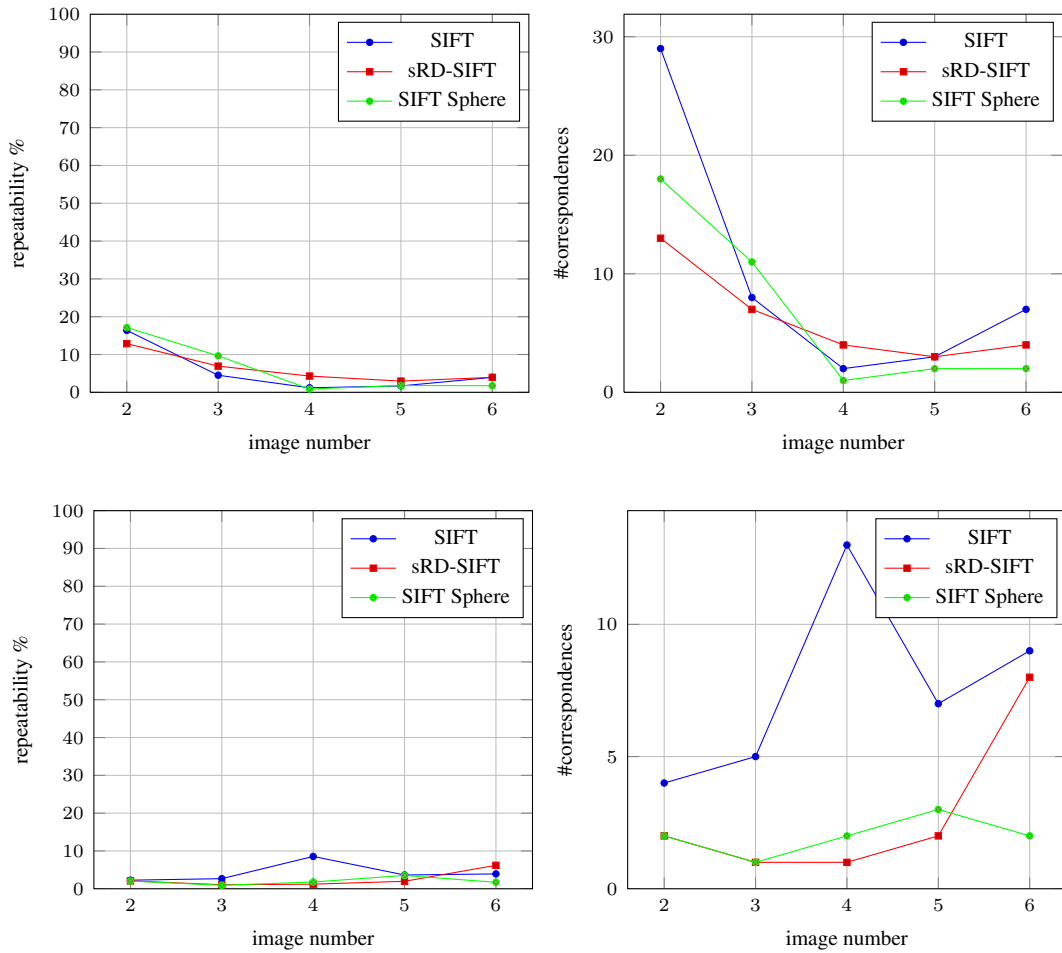 100
90
80
70
60
50
40
30
20
10
0
repeatability %
SIFT
sRD-SIFT
SIFT Sphere
2 3 4 5 6
image number
30
20
10
0
#correspondences
SIFT
sRD-SIFT
SIFT Sphere
2 3 4 5 6
image number
100
90
80
70
60
50
40
30
20
10
0
repeatability %
SIFT
sRD-SIFT
SIFT Sphere
2 3 4 5 6
image number
10
5
0
#correspondences
SIFT
sRD-SIFT
SIFT Sphere
2 3 4 5 6
image number